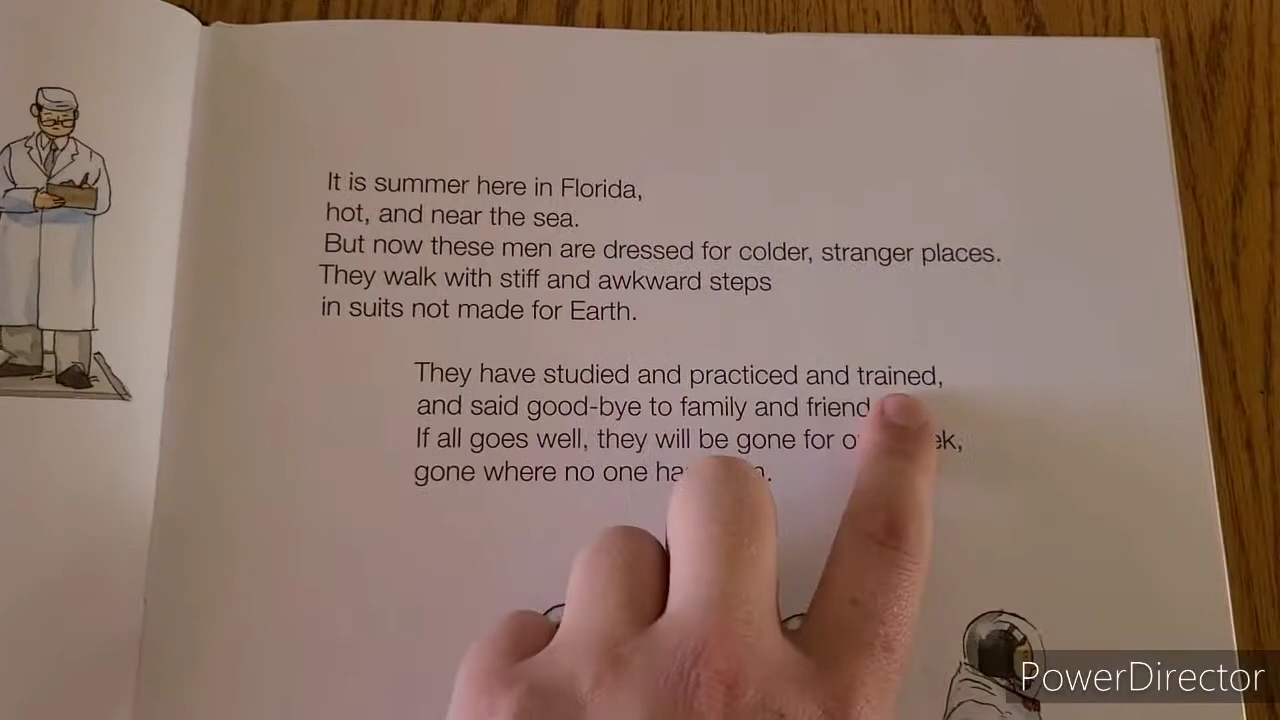 It is summer here in Florida,
hot, and near the sea.
But now these men are dressed for colder, stranger places.
They walk with stiff and awkward steps
in suits not made for Earth.
They have studied and practiced and trained,
and said good-bye to family and
If all goes well, they will be gone for
gone where no one
PowerDirector